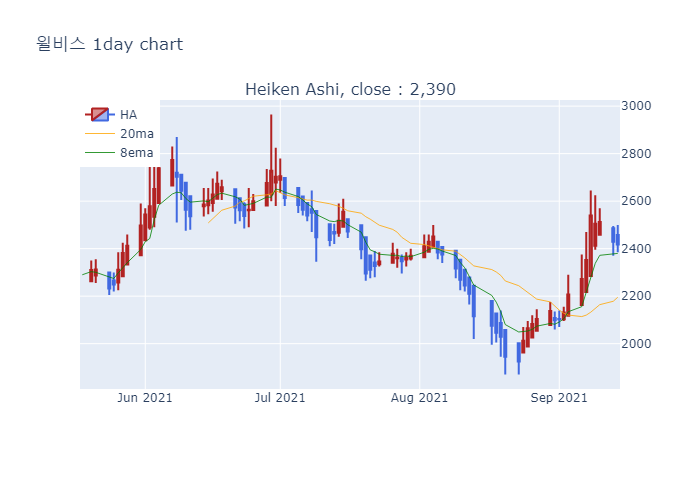 윌비스 1day chart
Heiken Ashi, close : 2,390
HA
20ma
8ema
3000
2800
2600
2400
2200
2000
Jun 2021
Jul 2021
Aug 2021
Sep 2021